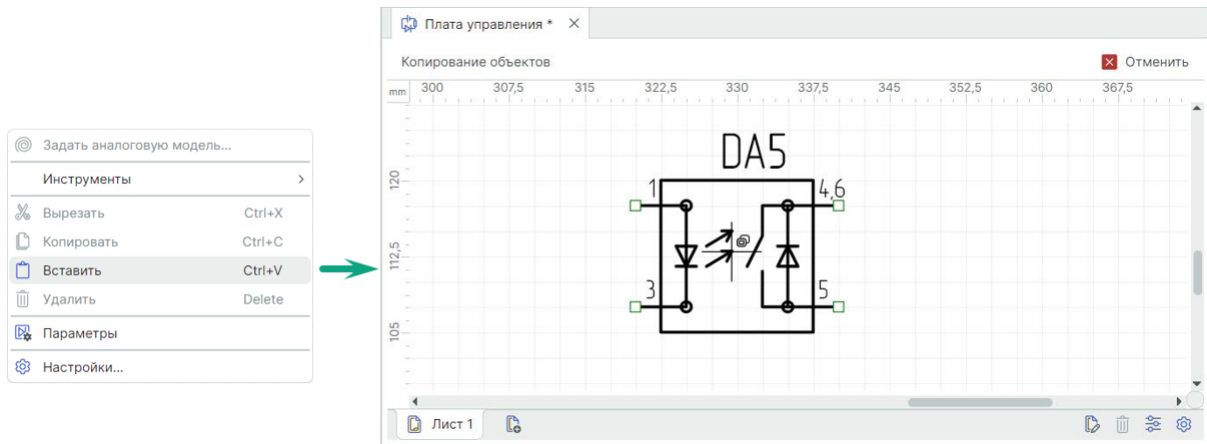 Задать аналоговую модель...
Инструменты
Вырезать Ctrl+X
Копировать Ctrl+C
Вставить Ctrl+V
Удалить Delete
Параметры
Настройки...
Плата управления *
Копирование объектов Отменить
mm 300 307,5 315 322,5 330 337,5 345 352,5 360 367,5
DA5
120
1 4,6
112,5
3 5
105
Лист 1